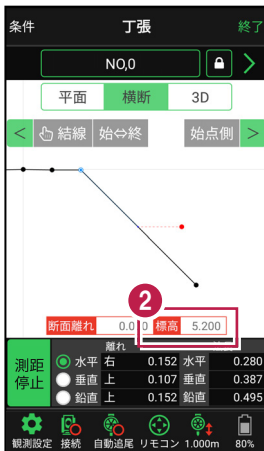 条件 丁張 終了
NO,0
平面 横断 3D
< 結線 始⇔終 始点側 >
2
断面離れ 0.0 0 標高 5.200
離れ
測距停止 水平 右 0.152 水平 0.280
垂直 上 0.107 垂直 0.387
鉛直 上 0.152 鉛直 0.495
観測設定 接続 自動追尾 リモコン 1.000m 80%